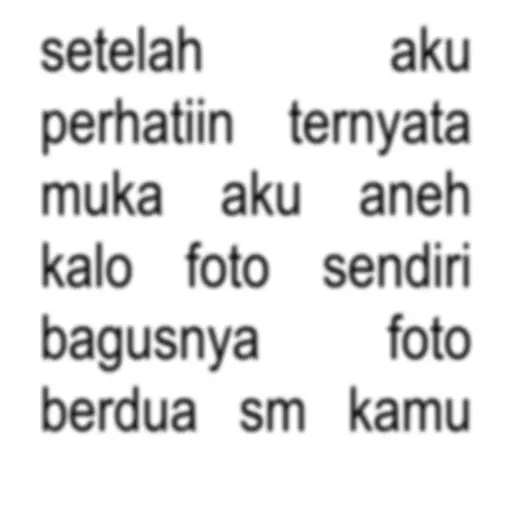 setelah aku
perhatiin ternyata
muka aku aneh
kalo foto sendiri
bagusnya foto
berdua sm kamu